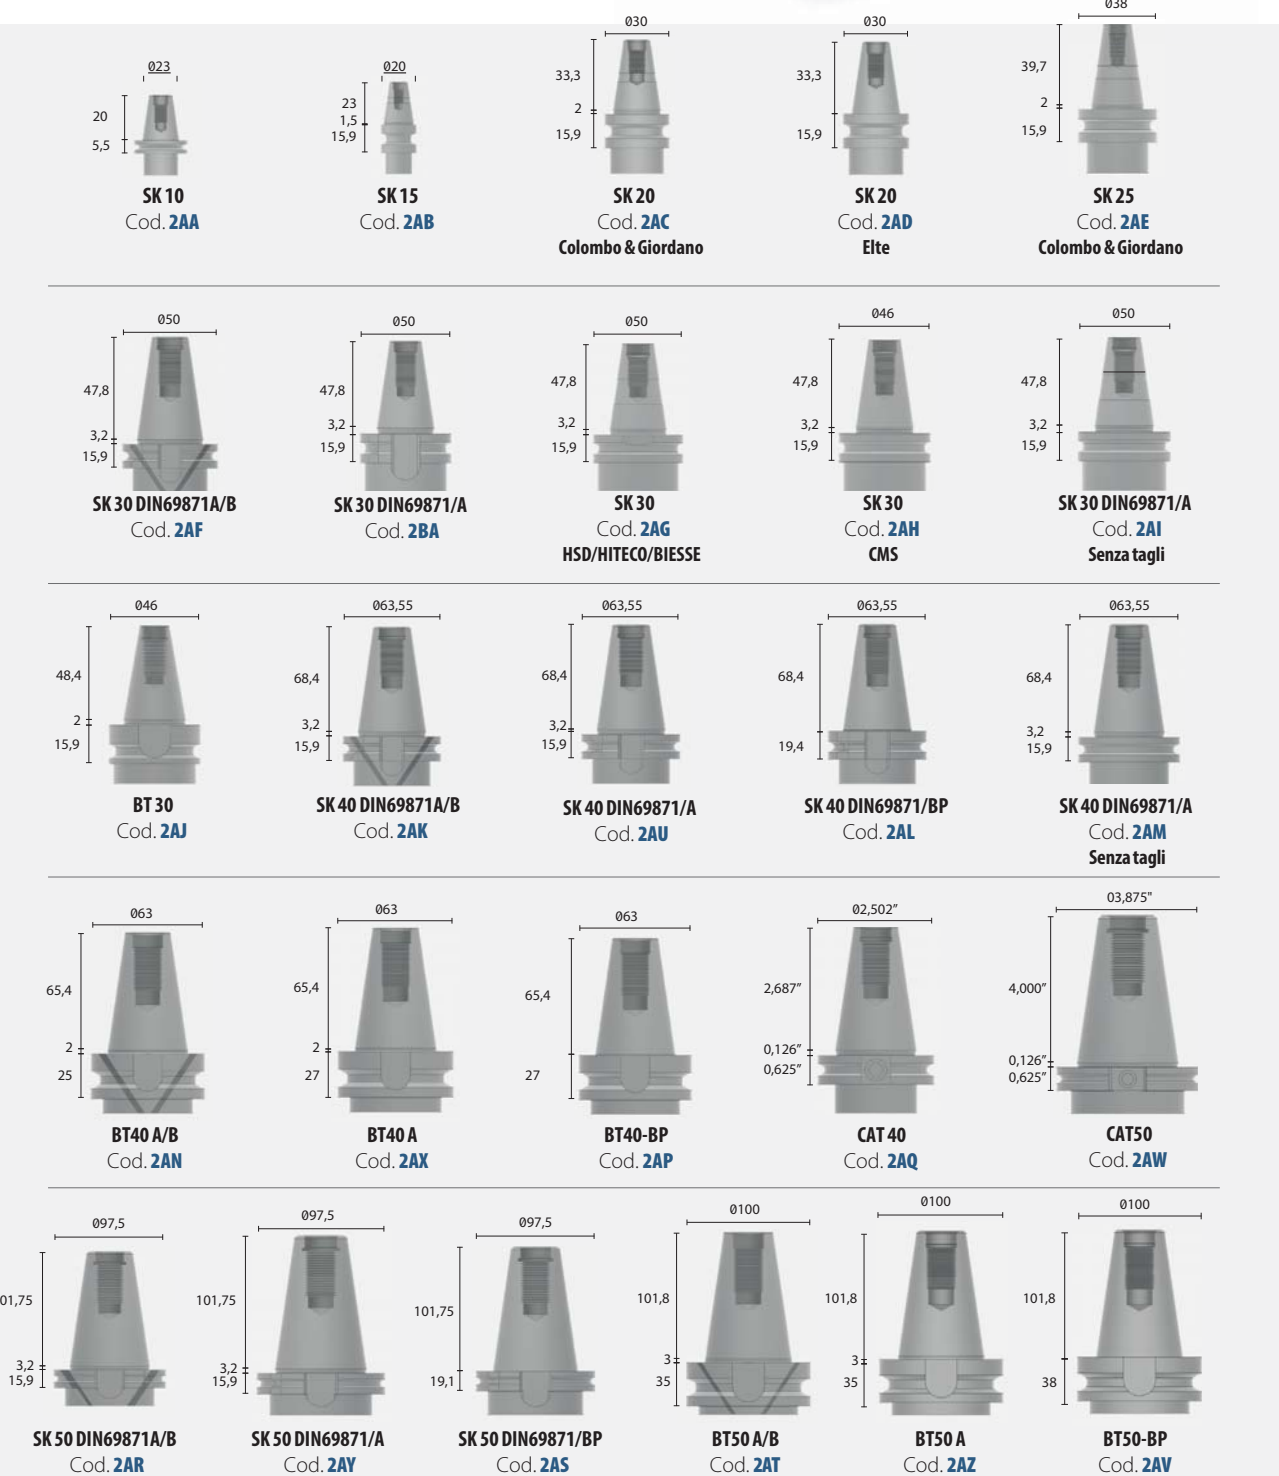 Ø23
20
5,5
SK 10
Cod. 2AA
Ø20
23
1,5
15,9
SK 15
Cod. 2AB
Ø30
33,3
2
15,9
SK 20
Cod. 2AC
Colombo & Giordano
Ø30
33,3
15,9
SK 20
Cod. 2AD
Elte
Ø38
39,7
2
15,9
SK 25
Cod. 2AE
Colombo & Giordano
Ø50
47,8
3,2
15,9
SK 30 DIN69871A/B
Cod. 2AF
Ø50
47,8
3,2
15,9
SK 30 DIN69871/A
Cod. 2BA
Ø50
47,8
3,2
15,9
SK 30
Cod. 2AG
HSD/HITECO/BIESSE
Ø46
47,8
3,2
15,9
SK 30
Cod. 2AH
CMS
Ø50
47,8
3,2
15,9
SK 30 DIN69871/A
Cod. 2AI
Senza tagli
Ø46
48,4
2
15,9
BT 30
Cod. 2AJ
Ø63,55
68,4
3,2
15,9
SK 40 DIN69871A/B
Cod. 2AK
Ø63,55
68,4
3,2
15,9
SK 40 DIN69871/A
Cod. 2AU
Ø63,55
68,4
19,4
SK 40 DIN69871/BP
Cod. 2AL
Ø63,55
68,4
3,2
15,9
SK 40 DIN69871/A
Cod. 2AM
Senza tagli
Ø63
65,4
2
25
BT40 A/B
Cod. 2AN
Ø63
65,4
2
27
BT40 A
Cod. 2AX
Ø63
65,4
27
BT40-BP
Cod. 2AP
Ø2,502”
2,687”
0,126”
0,625”
CAT 40
Cod. 2AQ
Ø3,875"
4,000”
0,126”
0,625”
CAT50
Cod. 2AW
Ø97,5
01,75
3,2
15,9
SK 50 DIN69871A/B
Cod. 2AR
Ø97,5
101,75
3,2
15,9
SK 50 DIN69871/A
Cod. 2AY
Ø97,5
101,75
19,1
SK 50 DIN69871/BP
Cod. 2AS
Ø100
101,8
3
35
BT50 A/B
Cod. 2AT
Ø100
101,8
3
35
BT50 A
Cod. 2AZ
Ø100
101,8
38
BT50-BP
Cod. 2AV